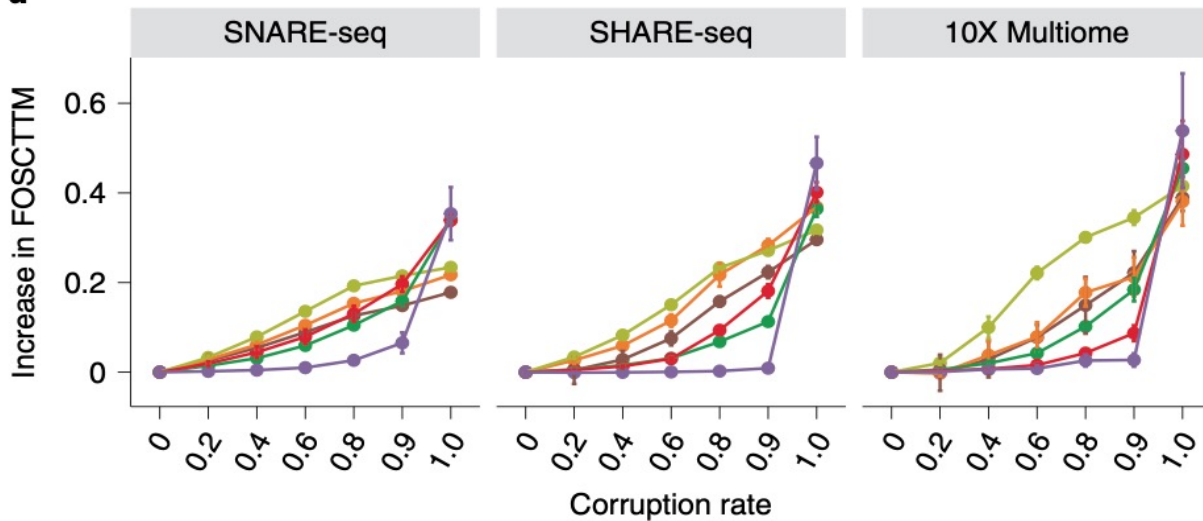 SNARE-seq SHARE-seq 10X Multiome
Increase in FOSCTTM
0.6
0.4
0.2
0
0 0.2 0.4 0.6 0.8 0.9 1.0 0 0.2 0.4 0.6 0.8 0.9 1.0 0 0.2 0.4 0.6 0.8 0.9 1.0
Corruption rate